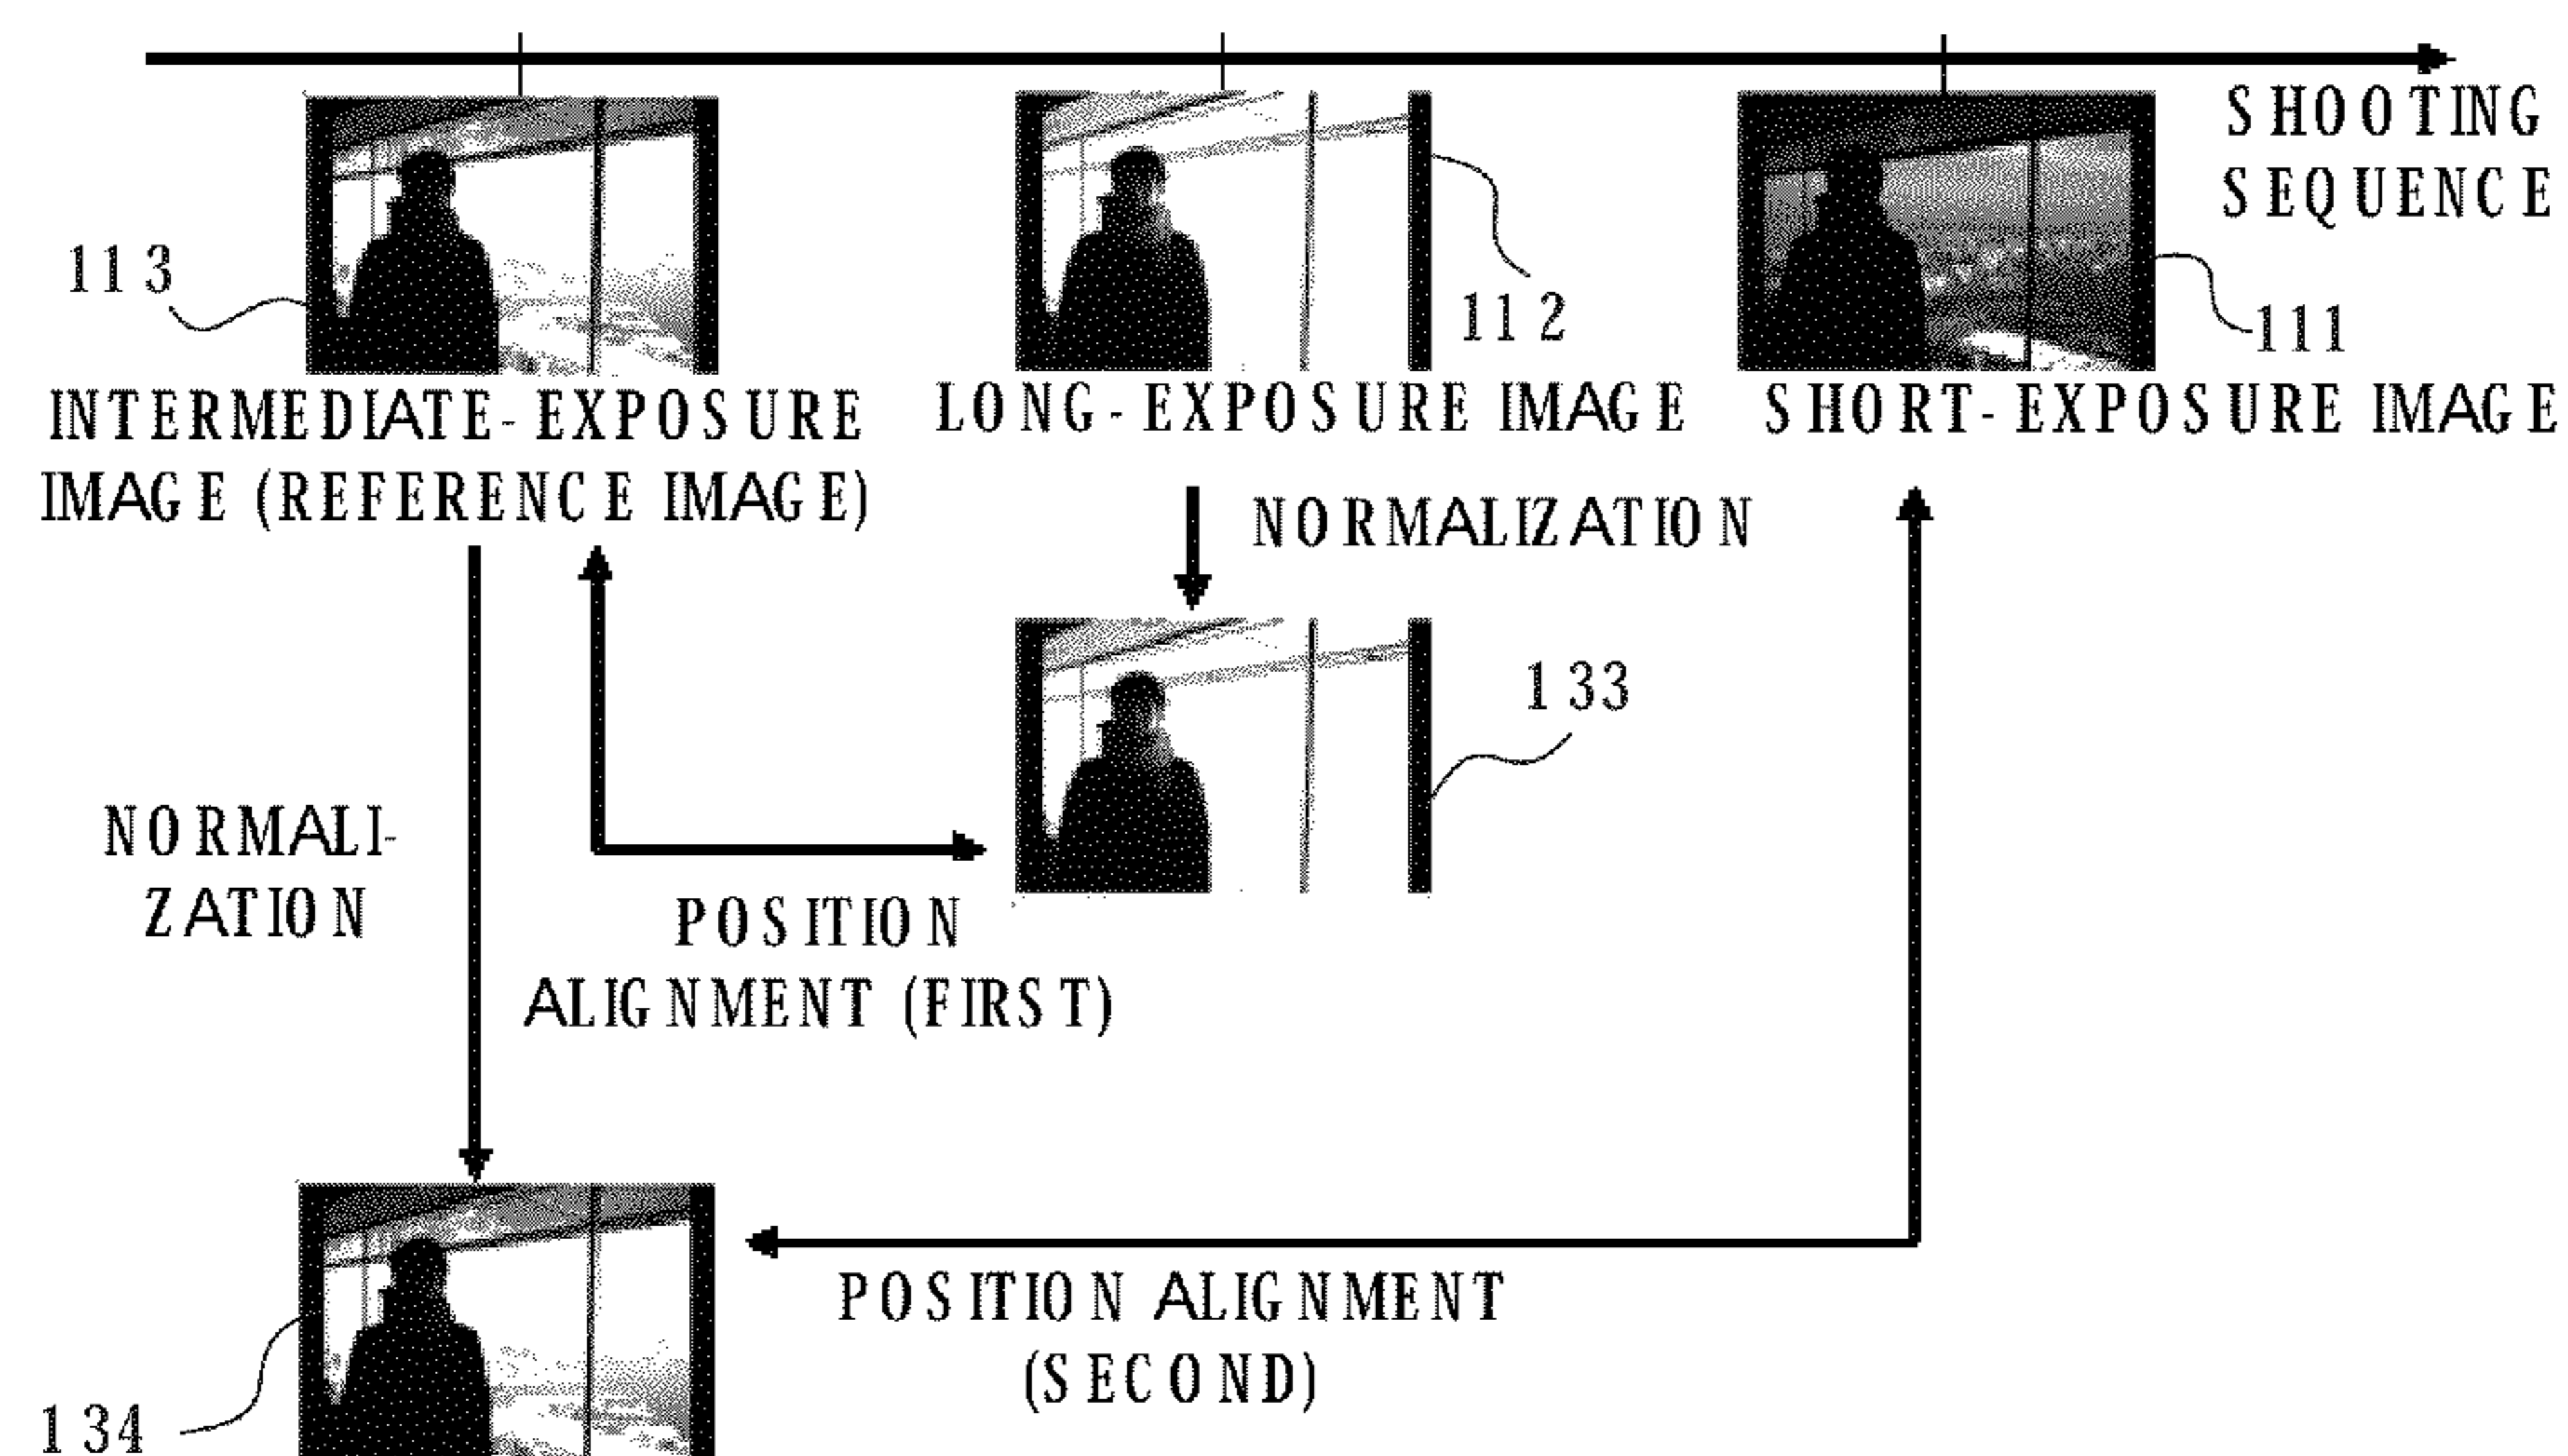 SHOOTING
SEQUENCE
113
112
111
INTERMEDIATE-EXPOSURE
IMAGE (REFERENCE IMAGE)
LONG-EXPOSURE IMAGE
SHORT-EXPOSURE IMAGE
NORMALIZATION
133
NORMALI-
ZATION
POSITION
ALIGNMENT (FIRST)
POSITION ALIGNMENT
(SECOND)
134